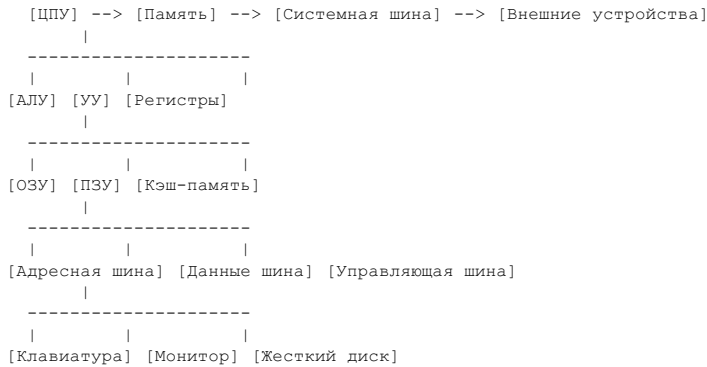 [ЦПУ] --> [Память] --> [Системная шина] --> [Внешние устройства]
[АЛУ] [УУ] [Регистры]
[ОЗУ] [ПЗУ] [Кэш-память]
[Адресная шина] [Данные шина] [Управляющая шина]
[Клавиатура] [Монитор] [Жесткий диск]